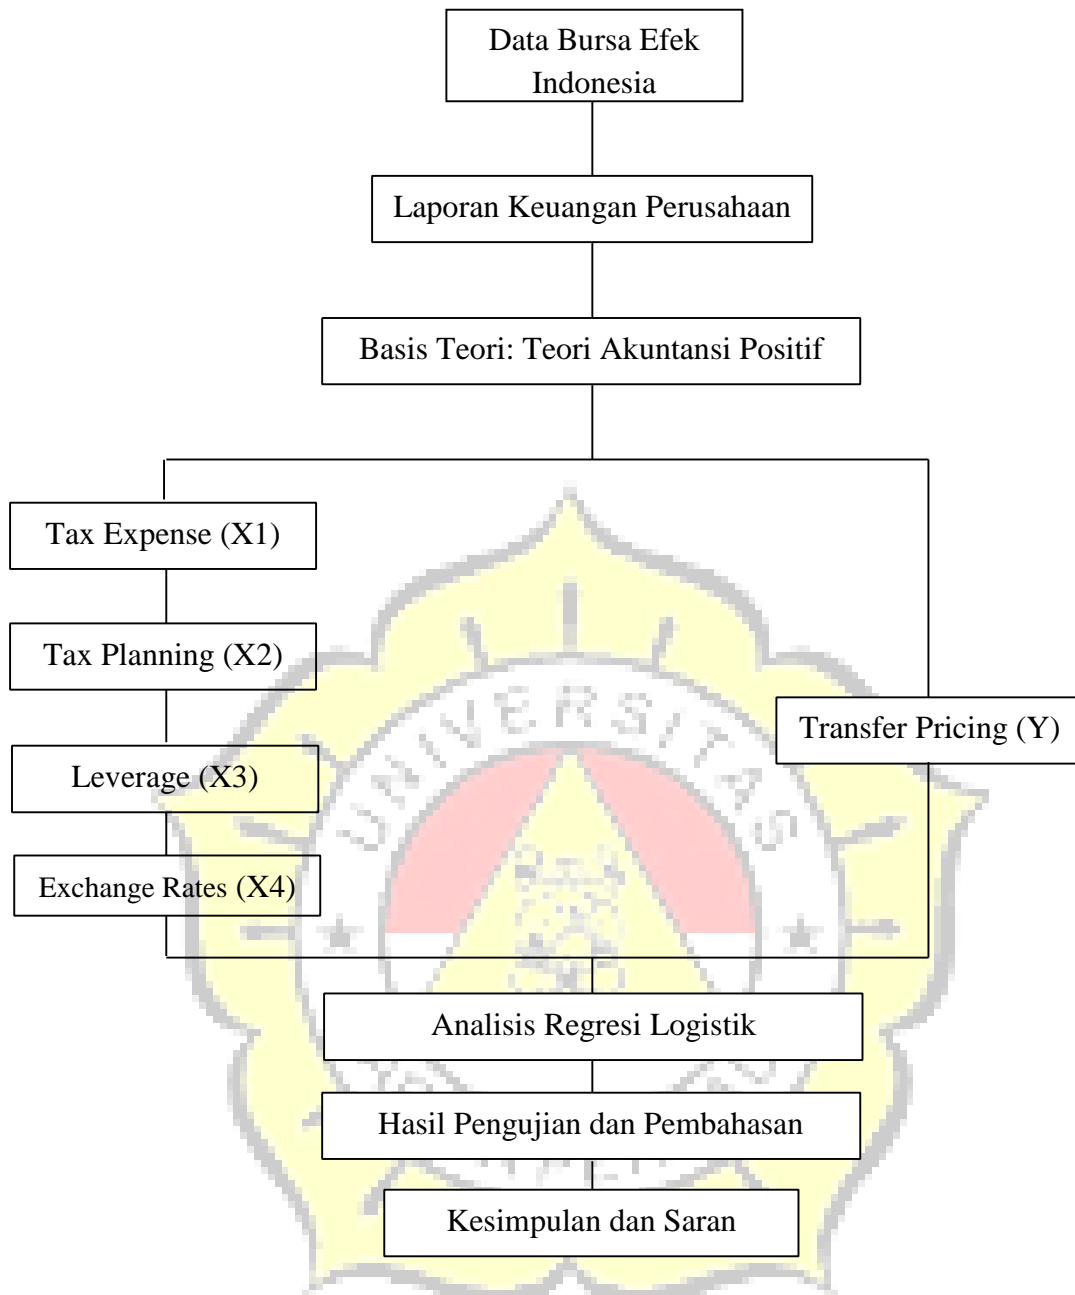 Data Bursa Efek
Indonesia
Laporan Keuangan Perusahaan
Basis Teori: Teori Akuntansi Positif
Tax Expense (X1)
Tax Planning (X2)
Leverage (X3)
Exchange Rates (X4)
Transfer Pricing (Y)
UNIVERSITAS
Analisis Regresi Logistik
Hasil Pengujian dan Pembahasan
Kesimpulan dan Saran